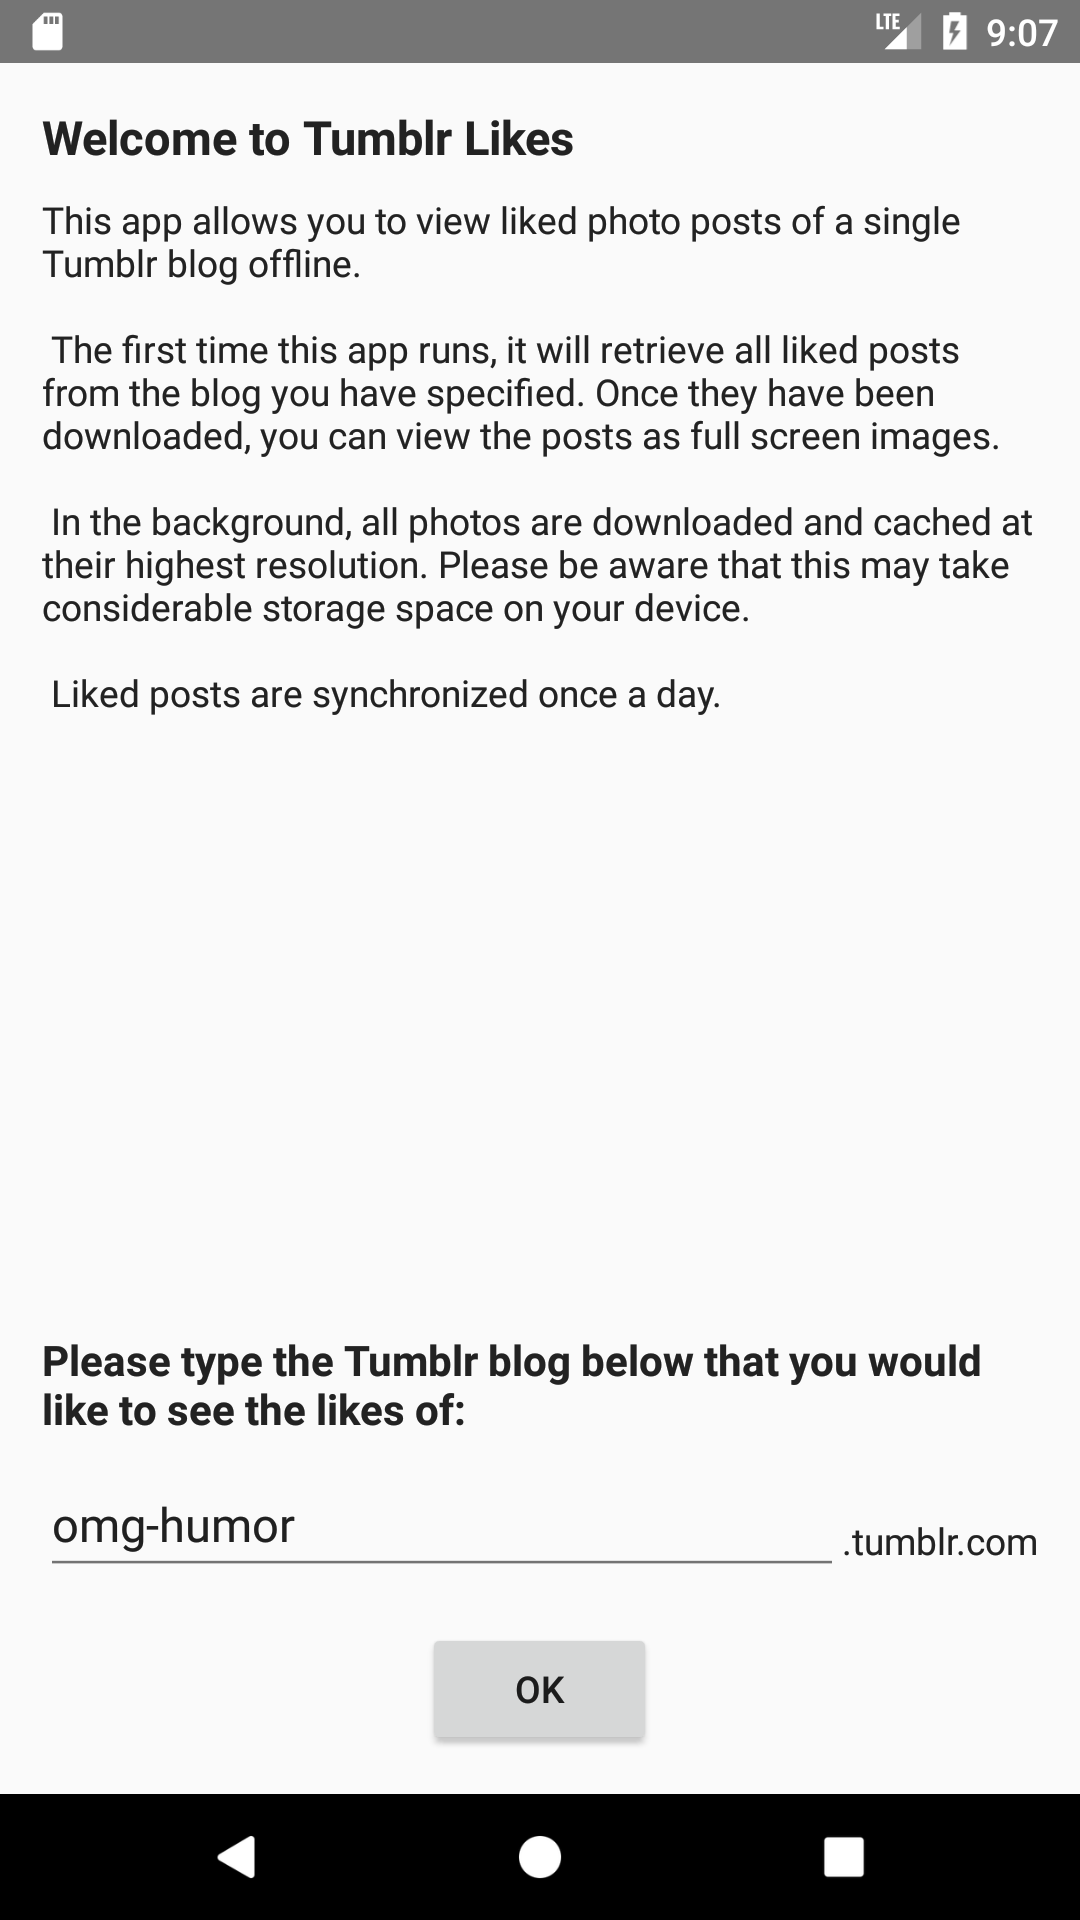 LTE 9:07
Welcome to Tumblr Likes
This app allows you to view liked photo posts of a single
Tumblr blog offline.
The first time this app runs, it will retrieve all liked posts
from the blog you have specified. Once they have been
downloaded, you can view the posts as full screen images.
In the background, all photos are downloaded and cached at
their highest resolution. Please be aware that this may take
considerable storage space on your device.
Liked posts are synchronized once a day.
Please type the Tumblr blog below that you would
like to see the likes of:
omg-humor .tumblr.com
OK